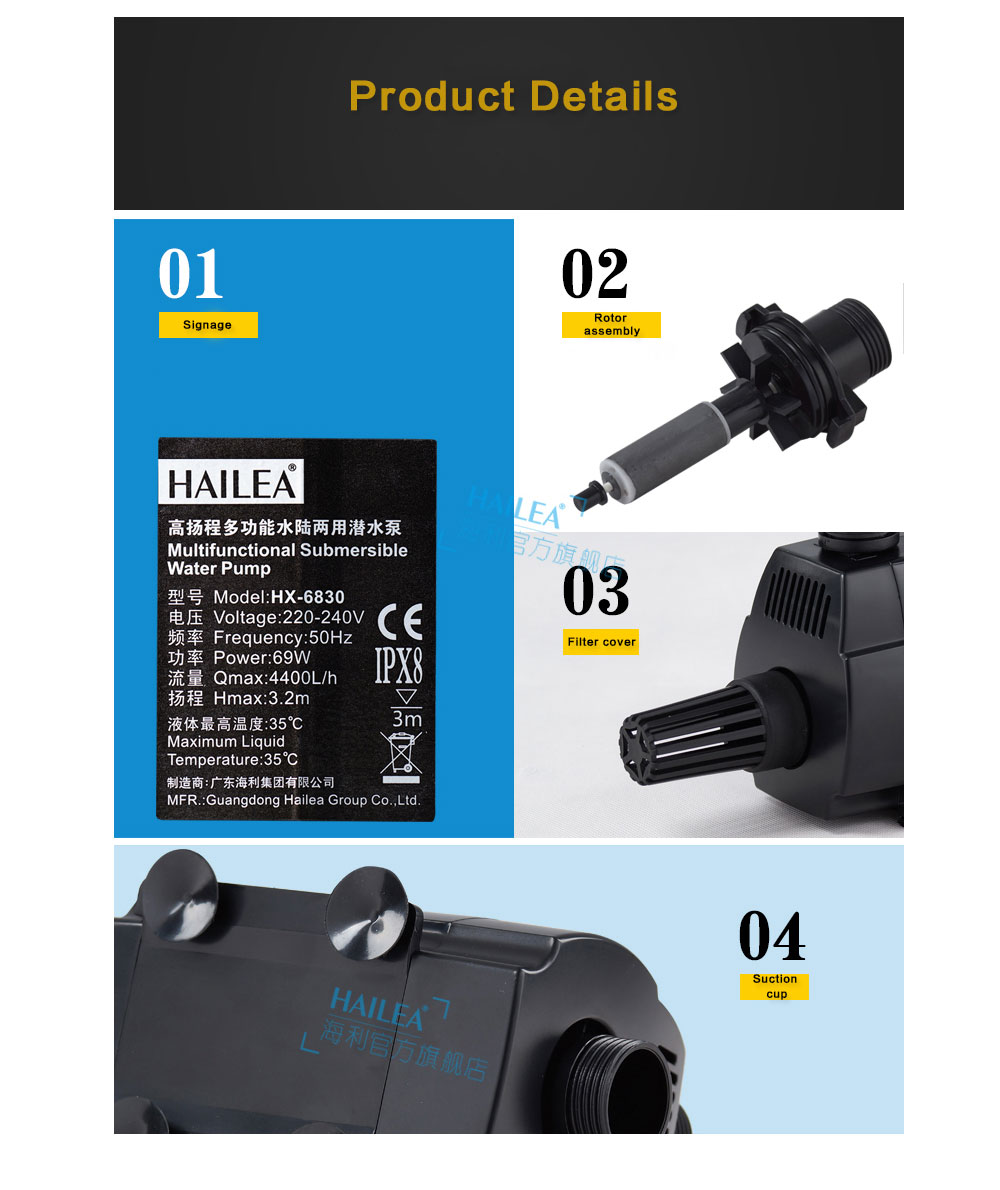 Product Details
01
Signage
HAILEA®
高扬程多功能水陆两用潜水泵
Multifunctional Submersible
Water Pump
型号 Model:HX-6830
电压 Voltage:220-240V
频率 Frequency:50Hz
功率 Power:69W
流量 Qmax:4400L/h
扬程 Hmax:3.2m
CE
IPX8
3m
液体最高温度:35℃
Maximum Liquid
Temperature:35℃
制造商:广东海利集团有限公司
MFR.:Guangdong Hailea Group Co.,Ltd.
02
Rotor
assembly
HAILEA®
海利官方旗舰店
03
Filter cover
04
Suction
cup
HAILEA®
海利官方旗舰店